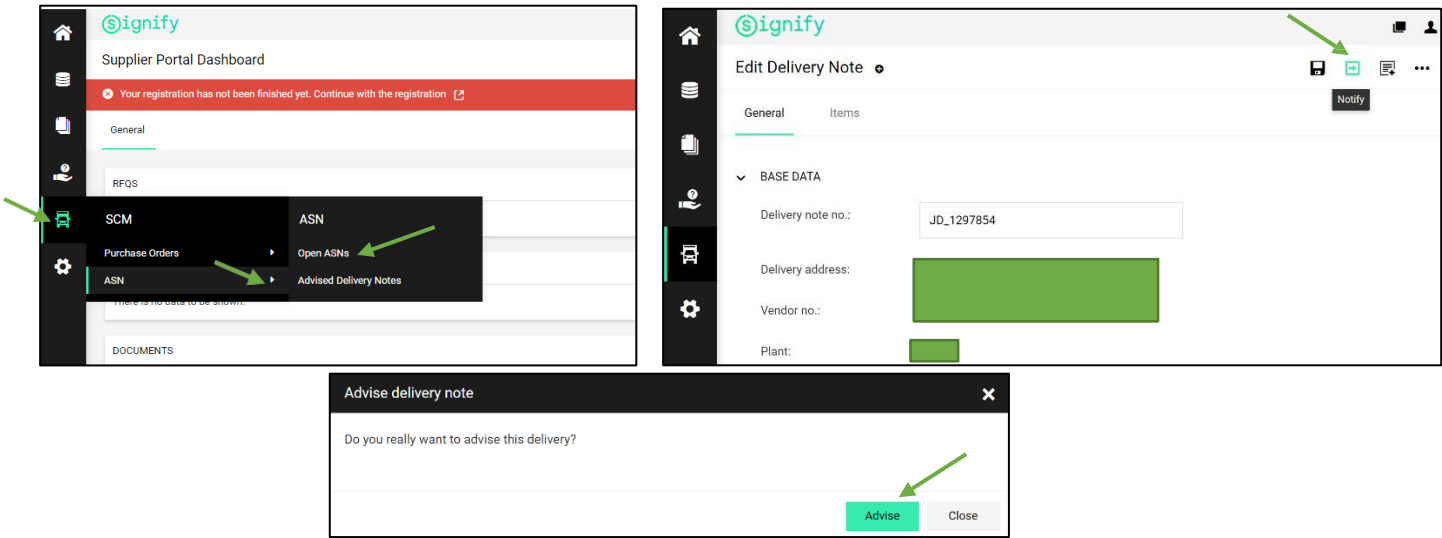 Signify
Supplier Portal Dashboard
Your registration has not been finished yet. Continue with the registration
General
RFQS
SCM
ASN
Purchase Orders
Open ASNs
ASN
Advised Delivery Notes
There is no data to be shown.
DOCUMENTS
Signify
Edit Delivery Note
Notify
General
Items
BASE DATA
Delivery note no.:
JD_1297854
Delivery address:
Vendor no.:
Plant:
Advise delivery note
Do you really want to advise this delivery?
Advise
Close